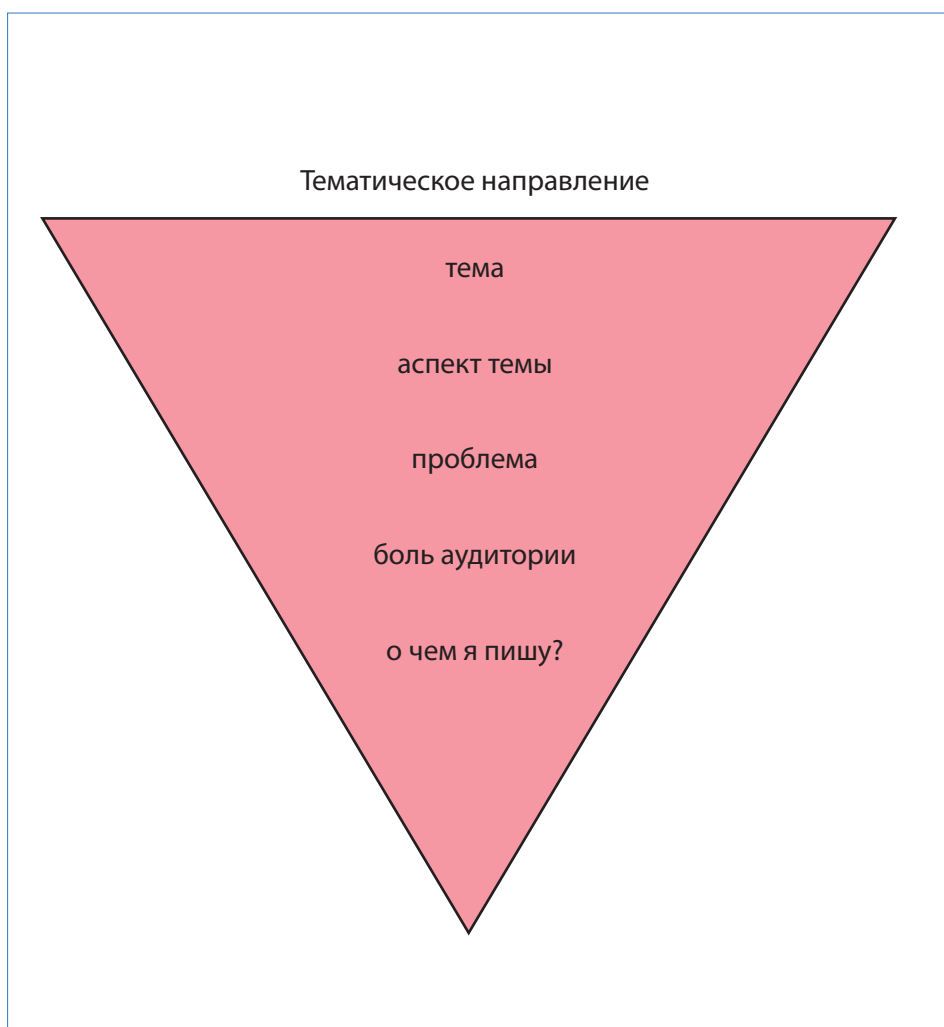 Тематическое направление
тема
аспект темы
проблема
боль аудитории
о чем я пишу?